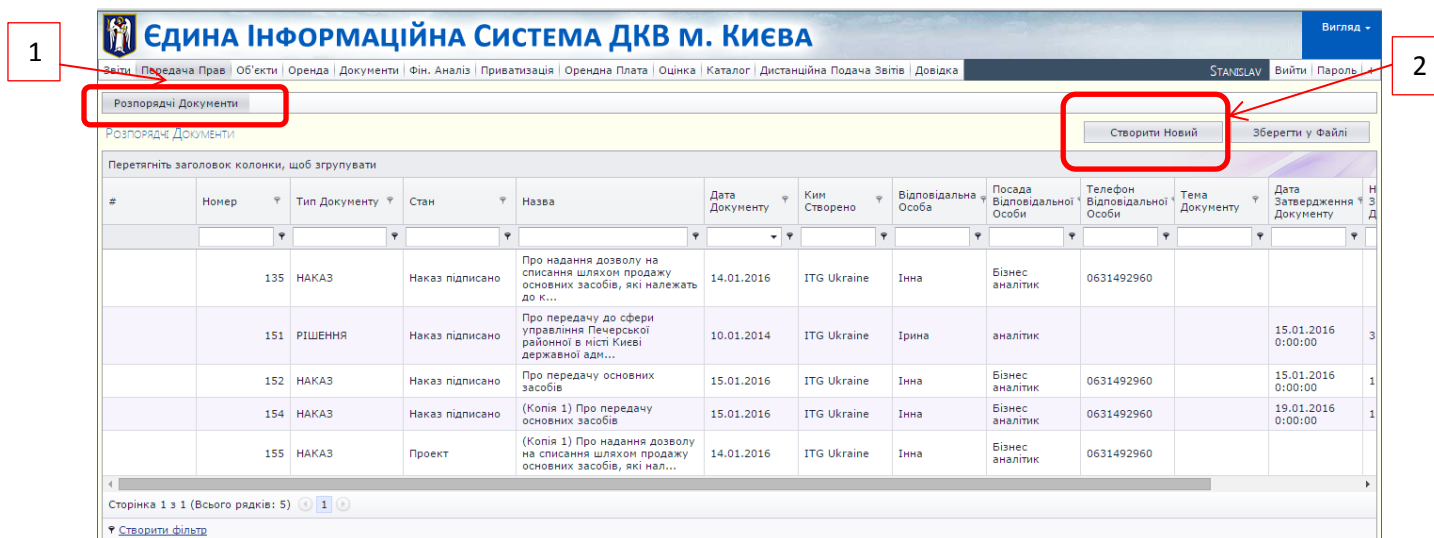 Єдина Інформаційна Система ДКВ м. Києва
Вигляд
1
2
Звіти Передача Прав Об'єкти Оренда Документи Фін. Аналіз Приватизація Орендна Плата Оцінка Каталог Дистанційна Подача Звітів Довідка Stanislav Вийти Пароль +
Розпорядчі Документи
Розпорядчі Документи Створити Новий Зберегти у Файлі
Перетягніть заголовок колонки, щоб згрупувати
# Номер Тип Документу Стан Назва Дата Документу Ким Створено Відповідальна Особа Посада Відповідальної Особи Телефон Відповідальної Особи Тема Документу Дата Затвердження Документу
135 НАКАЗ Наказ підписано Про надання дозволу на списання шляхом продажу основних засобів, які належать до к... 14.01.2016 ITG Ukraine Інна Бізнес аналітик 0631492960
151 РІШЕННЯ Наказ підписано Про передачу до сфери управління Печерської районної в місті Києві державної адм... 10.01.2014 ITG Ukraine Ірина аналітик 15.01.2016 0:00:00 3
152 НАКАЗ Наказ підписано Про передачу основних засобів 15.01.2016 ITG Ukraine Інна Бізнес аналітик 0631492960 15.01.2016 0:00:00 1
154 НАКАЗ Наказ підписано (Копія 1) Про передачу основних засобів 15.01.2016 ITG Ukraine Інна Бізнес аналітик 0631492960 19.01.2016 0:00:00 1
155 НАКАЗ Проект (Копія 1) Про надання дозволу на списання шляхом продажу основних засобів, які нал... 14.01.2016 ITG Ukraine Інна Бізнес аналітик 0631492960
Сторінка 1 з 1 (Всього рядків: 5) 1
Створити фільтр